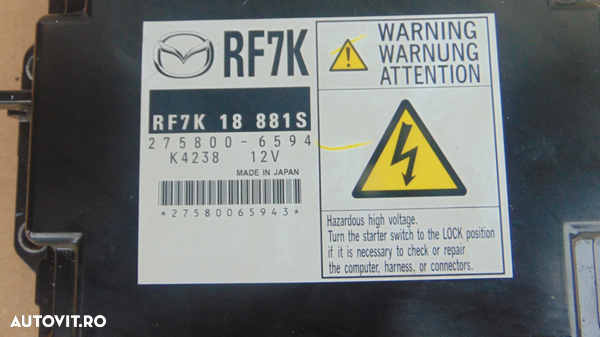 RF7K
RF7K 18 881S
275800-6594
K4238 12V
MADE IN JAPAN
*27580065943*
WARNING
WARNUNG
ATTENTION
Hazardous high voltage.
Turn the starter switch to the LOCK position
if it is necessary to check or repair
the computer, harness, or connectors.
AUTOVIT.RO